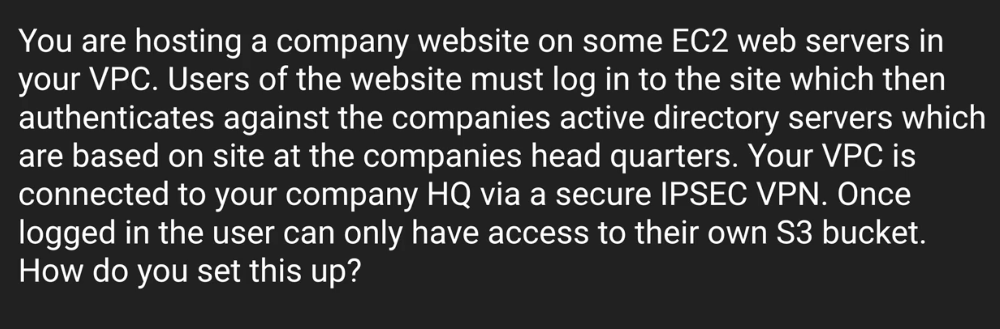 You are hosting a company website on some EC2 web servers in
your VPC. Users of the website must log in to the site which then
authenticates against the companies active directory servers which
are based on site at the companies head quarters. Your VPC is
connected to your company HQ via a secure IPSEC VPN. Once
logged in the user can only have access to their own S3 bucket.
How do you set this up?